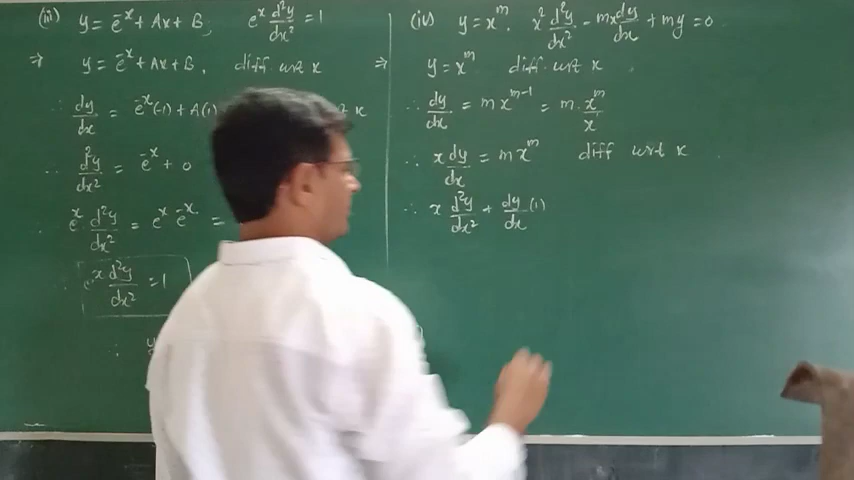 (iii) y = e^-x + Ax + B, e^x d²y/dx² = 1
⇒ y = e^-x + Ax + B, diff. wrt x
∴ dy/dx = e^-x(-1) + A(1) x
∴ d²y/dx² = e^-x + 0
∴ e^x d²y/dx² = e^x e^-x =
∴ e^x d²y/dx² = 1
∴ y
(iv) y = x^m, x² d²y/dx² - mx dy/dx + my = 0
⇒ y = x^m diff. wrt x
∴ dy/dx = m x^m-1 = m. x^m/x
∴ x dy/dx = m x^m diff wrt x
∴ x d²y/dx² + dy/dx (1)